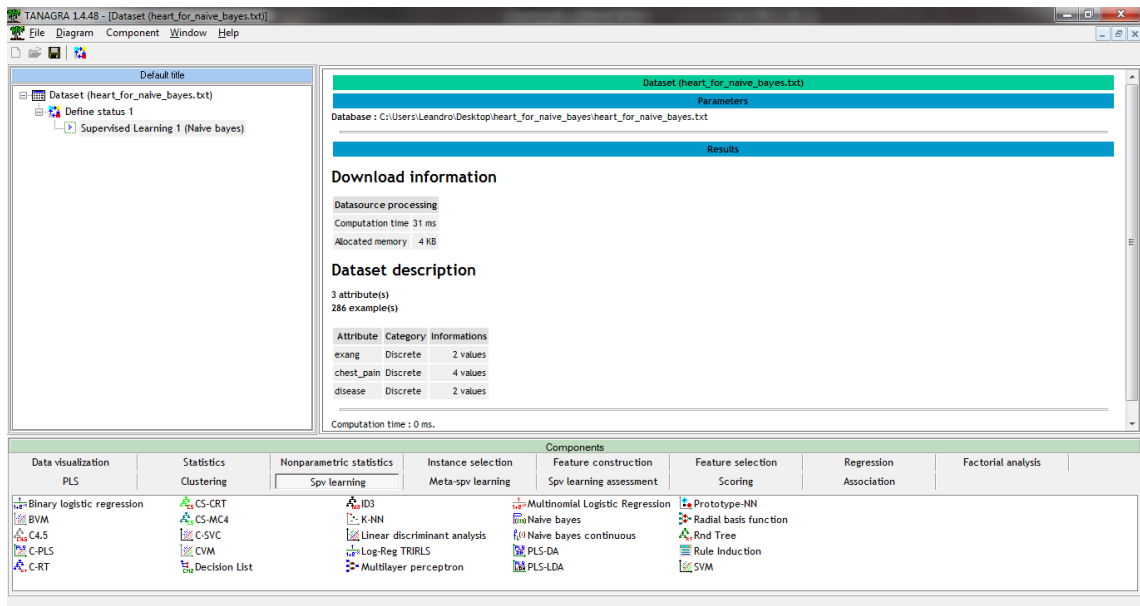 TANAGRA 1.4.48 - [Dataset (heart_for_naive_bayes.txt)]
File Diagram Component Window Help
Default title
Dataset (heart_for_naive_bayes.txt)
Define status 1
Supervised Learning 1 (Naive bayes)
Dataset (heart_for_naive_bayes.txt)
Parameters
Database : C:\Users\Leandro\Desktop\heart_for_naive_bayes\heart_for_naive_bayes.txt
Results
Download information
Datasource processing
Computation time 31 ms
Allocated memory 4 KB
Dataset description
3 attribute(s)
286 example(s)
Attribute Category Informations
exang Discrete 2 values
chest_pain Discrete 4 values
disease Discrete 2 values
Computation time : 0 ms.
Components
Data visualization Statistics Nonparametric statistics Instance selection Feature construction Feature selection Regression Factorial analysis
PLS Clustering Spv learning Meta-spv learning Spv learning assessment Scoring Association
Binary logistic regression CS-CRT ID3 Multinomial Logistic Regression Prototype-NN
BVM CS-MC4 K-NN Naive bayes Radial basis function
C4.5 C-SVC Linear discriminant analysis Naive bayes continuous Rnd Tree
C-PLS CVM Log-Reg TRIRLS PLS-DA Rule Induction
C-RT Decision List Multilayer perceptron PLS-LDA SVM